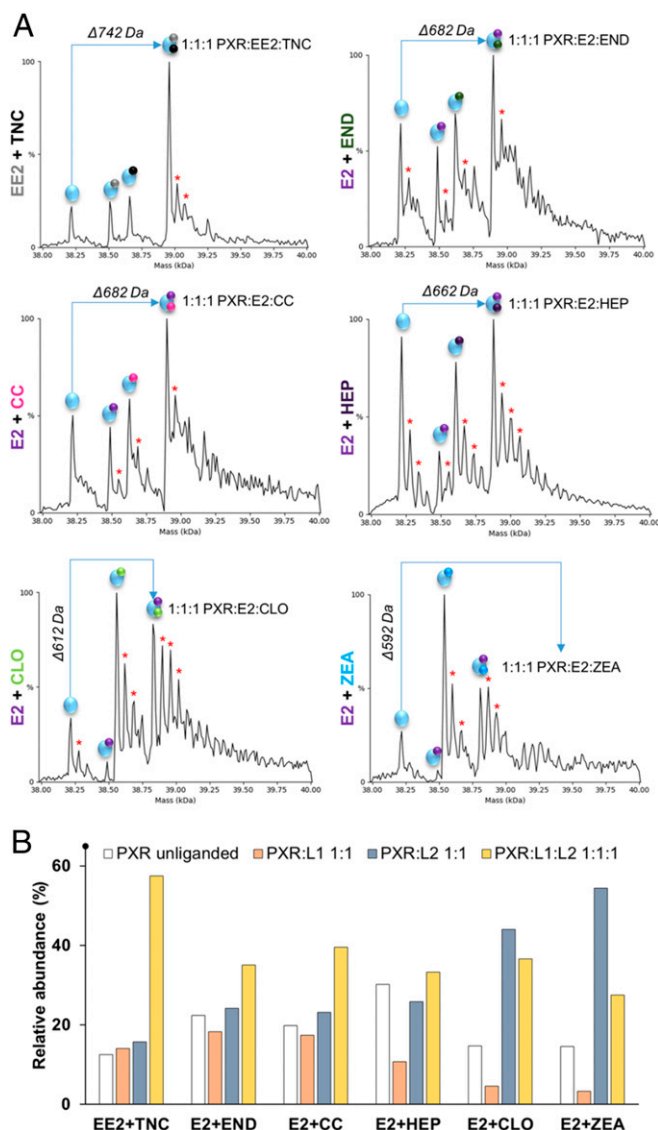 A
Δ742 Da
1:1:1 PXR:EE2:TNC
EE2 + TNC
100
%
0
38.00 38.25 38.50 38.75 39.00 39.25 39.50 39.75 40.00
Mass (kDa)
Δ682 Da
1:1:1 PXR:E2:END
E2 + END
100
%
0
38.00 38.25 38.50 38.75 39.00 39.25 39.50 39.75 40.00
Mass (kDa)
Δ682 Da
1:1:1 PXR:E2:CC
E2 + CC
100
%
0
38.00 38.25 38.50 38.75 39.00 39.25 39.50 39.75 40.00
Mass (kDa)
Δ662 Da
1:1:1 PXR:E2:HEP
E2 + HEP
100
%
0
38.00 38.25 38.50 38.75 39.00 39.25 39.50 39.75 40.00
Mass (kDa)
Δ612 Da
1:1:1 PXR:E2:CLO
E2 + CLO
100
%
0
38.00 38.25 38.50 38.75 39.00 39.25 39.50 39.75 40.00
Mass (kDa)
Δ592 Da
1:1:1 PXR:E2:ZEA
E2 + ZEA
100
%
0
38.00 38.25 38.50 38.75 39.00 39.25 39.50 39.75 40.00
Mass (kDa)
B
PXR unliganded PXR:L1 1:1 PXR:L2 1:1 PXR:L1:L2 1:1:1
Relative abundance (%)
60
40
20
0
EE2+TNC E2+END E2+CC E2+HEP E2+CLO E2+ZEA